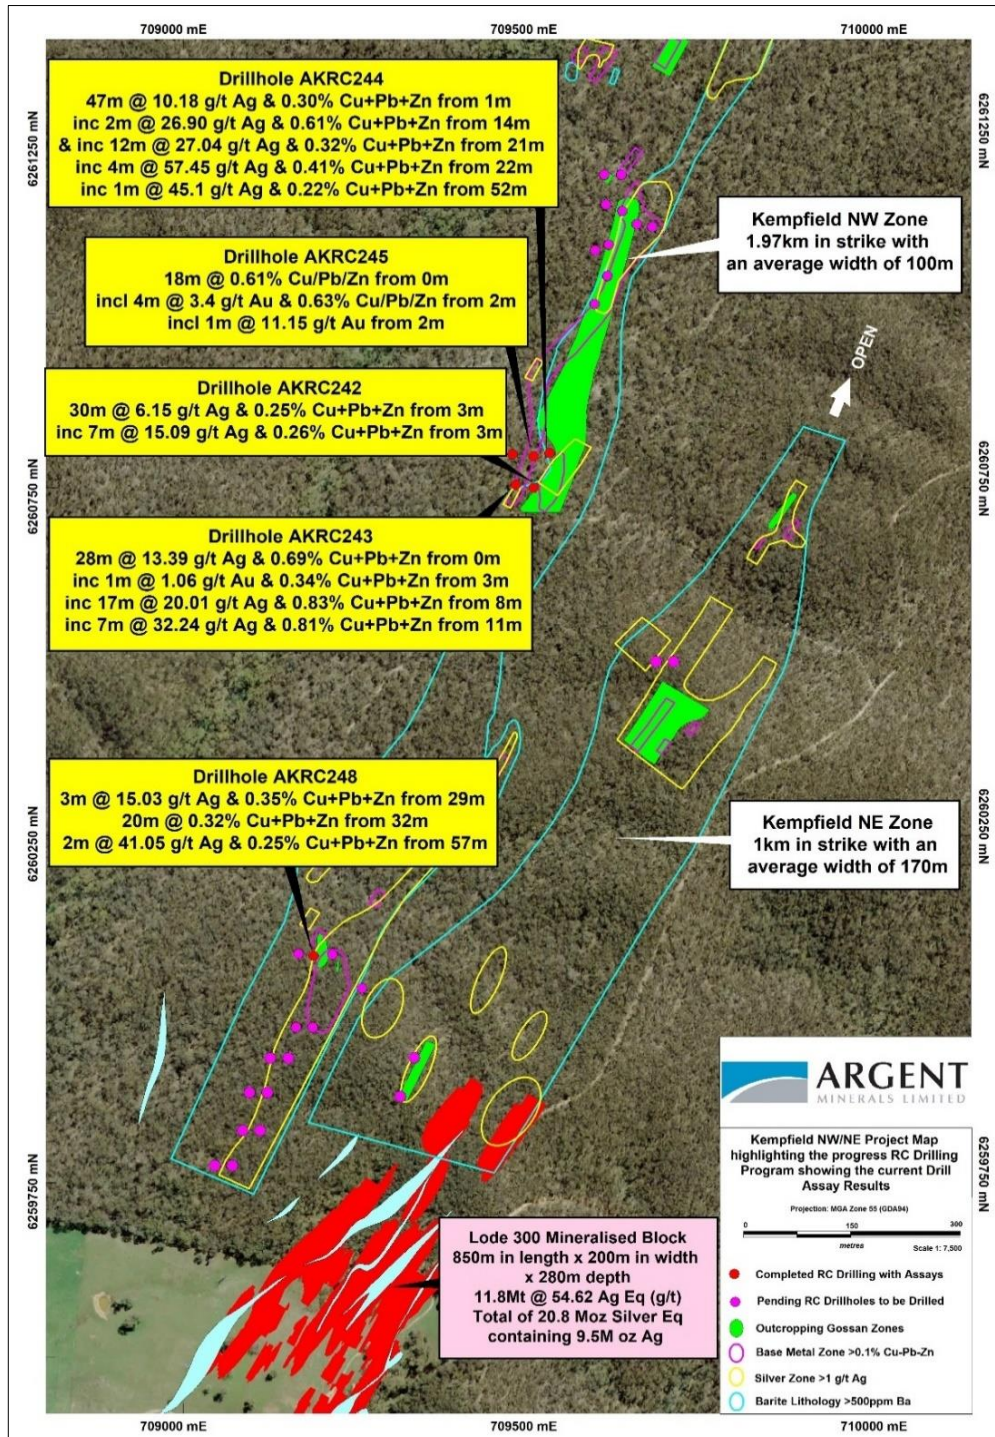 709000 mE
709500 mE
710000 mE
6261250 mN
6261250 mN
Drillhole AKRC244
47m @ 10.18 g/t Ag & 0.30% Cu+Pb+Zn from 1m
inc 2m @ 26.90 g/t Ag & 0.61% Cu+Pb+Zn from 14m
& inc 12m @ 27.04 g/t Ag & 0.32% Cu+Pb+Zn from 21m
inc 4m @ 57.45 g/t Ag & 0.41% Cu+Pb+Zn from 22m
inc 1m @ 45.1 g/t Ag & 0.22% Cu+Pb+Zn from 52m
Kempfield NW Zone
1.97km in strike with
an average width of 100m
Drillhole AKRC245
18m @ 0.61% Cu/Pb/Zn from 0m
incl 4m @ 3.4 g/t Au & 0.63% Cu/Pb/Zn from 2m
incl 1m @ 11.15 g/t Au from 2m
OPEN
Drillhole AKRC242
30m @ 6.15 g/t Ag & 0.25% Cu+Pb+Zn from 3m
inc 7m @ 15.09 g/t Ag & 0.26% Cu+Pb+Zn from 3m
6260750 mN
6260750 mN
Drillhole AKRC243
28m @ 13.39 g/t Ag & 0.69% Cu+Pb+Zn from 0m
inc 1m @ 1.06 g/t Au & 0.34% Cu+Pb+Zn from 3m
inc 17m @ 20.01 g/t Ag & 0.83% Cu+Pb+Zn from 8m
inc 7m @ 32.24 g/t Ag & 0.81% Cu+Pb+Zn from 11m
Drillhole AKRC248
3m @ 15.03 g/t Ag & 0.35% Cu+Pb+Zn from 29m
20m @ 0.32% Cu+Pb+Zn from 32m
2m @ 41.05 g/t Ag & 0.25% Cu+Pb+Zn from 57m
6260250 mN
6260250 mN
Kempfield NE Zone
1km in strike with an
average width of 170m
ARGENT
MINERALS LIMITED
Kempfield NW/NE Project Map
highlighting the progress RC Drilling
Program showing the current Drill
Assay Results
Projection: MGA Zone 55 (GDA94)
0 150 300
metres
Scale 1: 7,500
Completed RC Drilling with Assays
Pending RC Drillholes to be Drilled
Outcropping Gossan Zones
Base Metal Zone >0.1% Cu-Pb-Zn
Silver Zone >1 g/t Ag
Barite Lithology >500ppm Ba
6259750 mN
6259750 mN
Lode 300 Mineralised Block
850m in length x 200m in width
x 280m depth
11.8Mt @ 54.62 Ag Eq (g/t)
Total of 20.8 Moz Silver Eq
containing 9.5M oz Ag
709000 mE
709500 mE
710000 mE